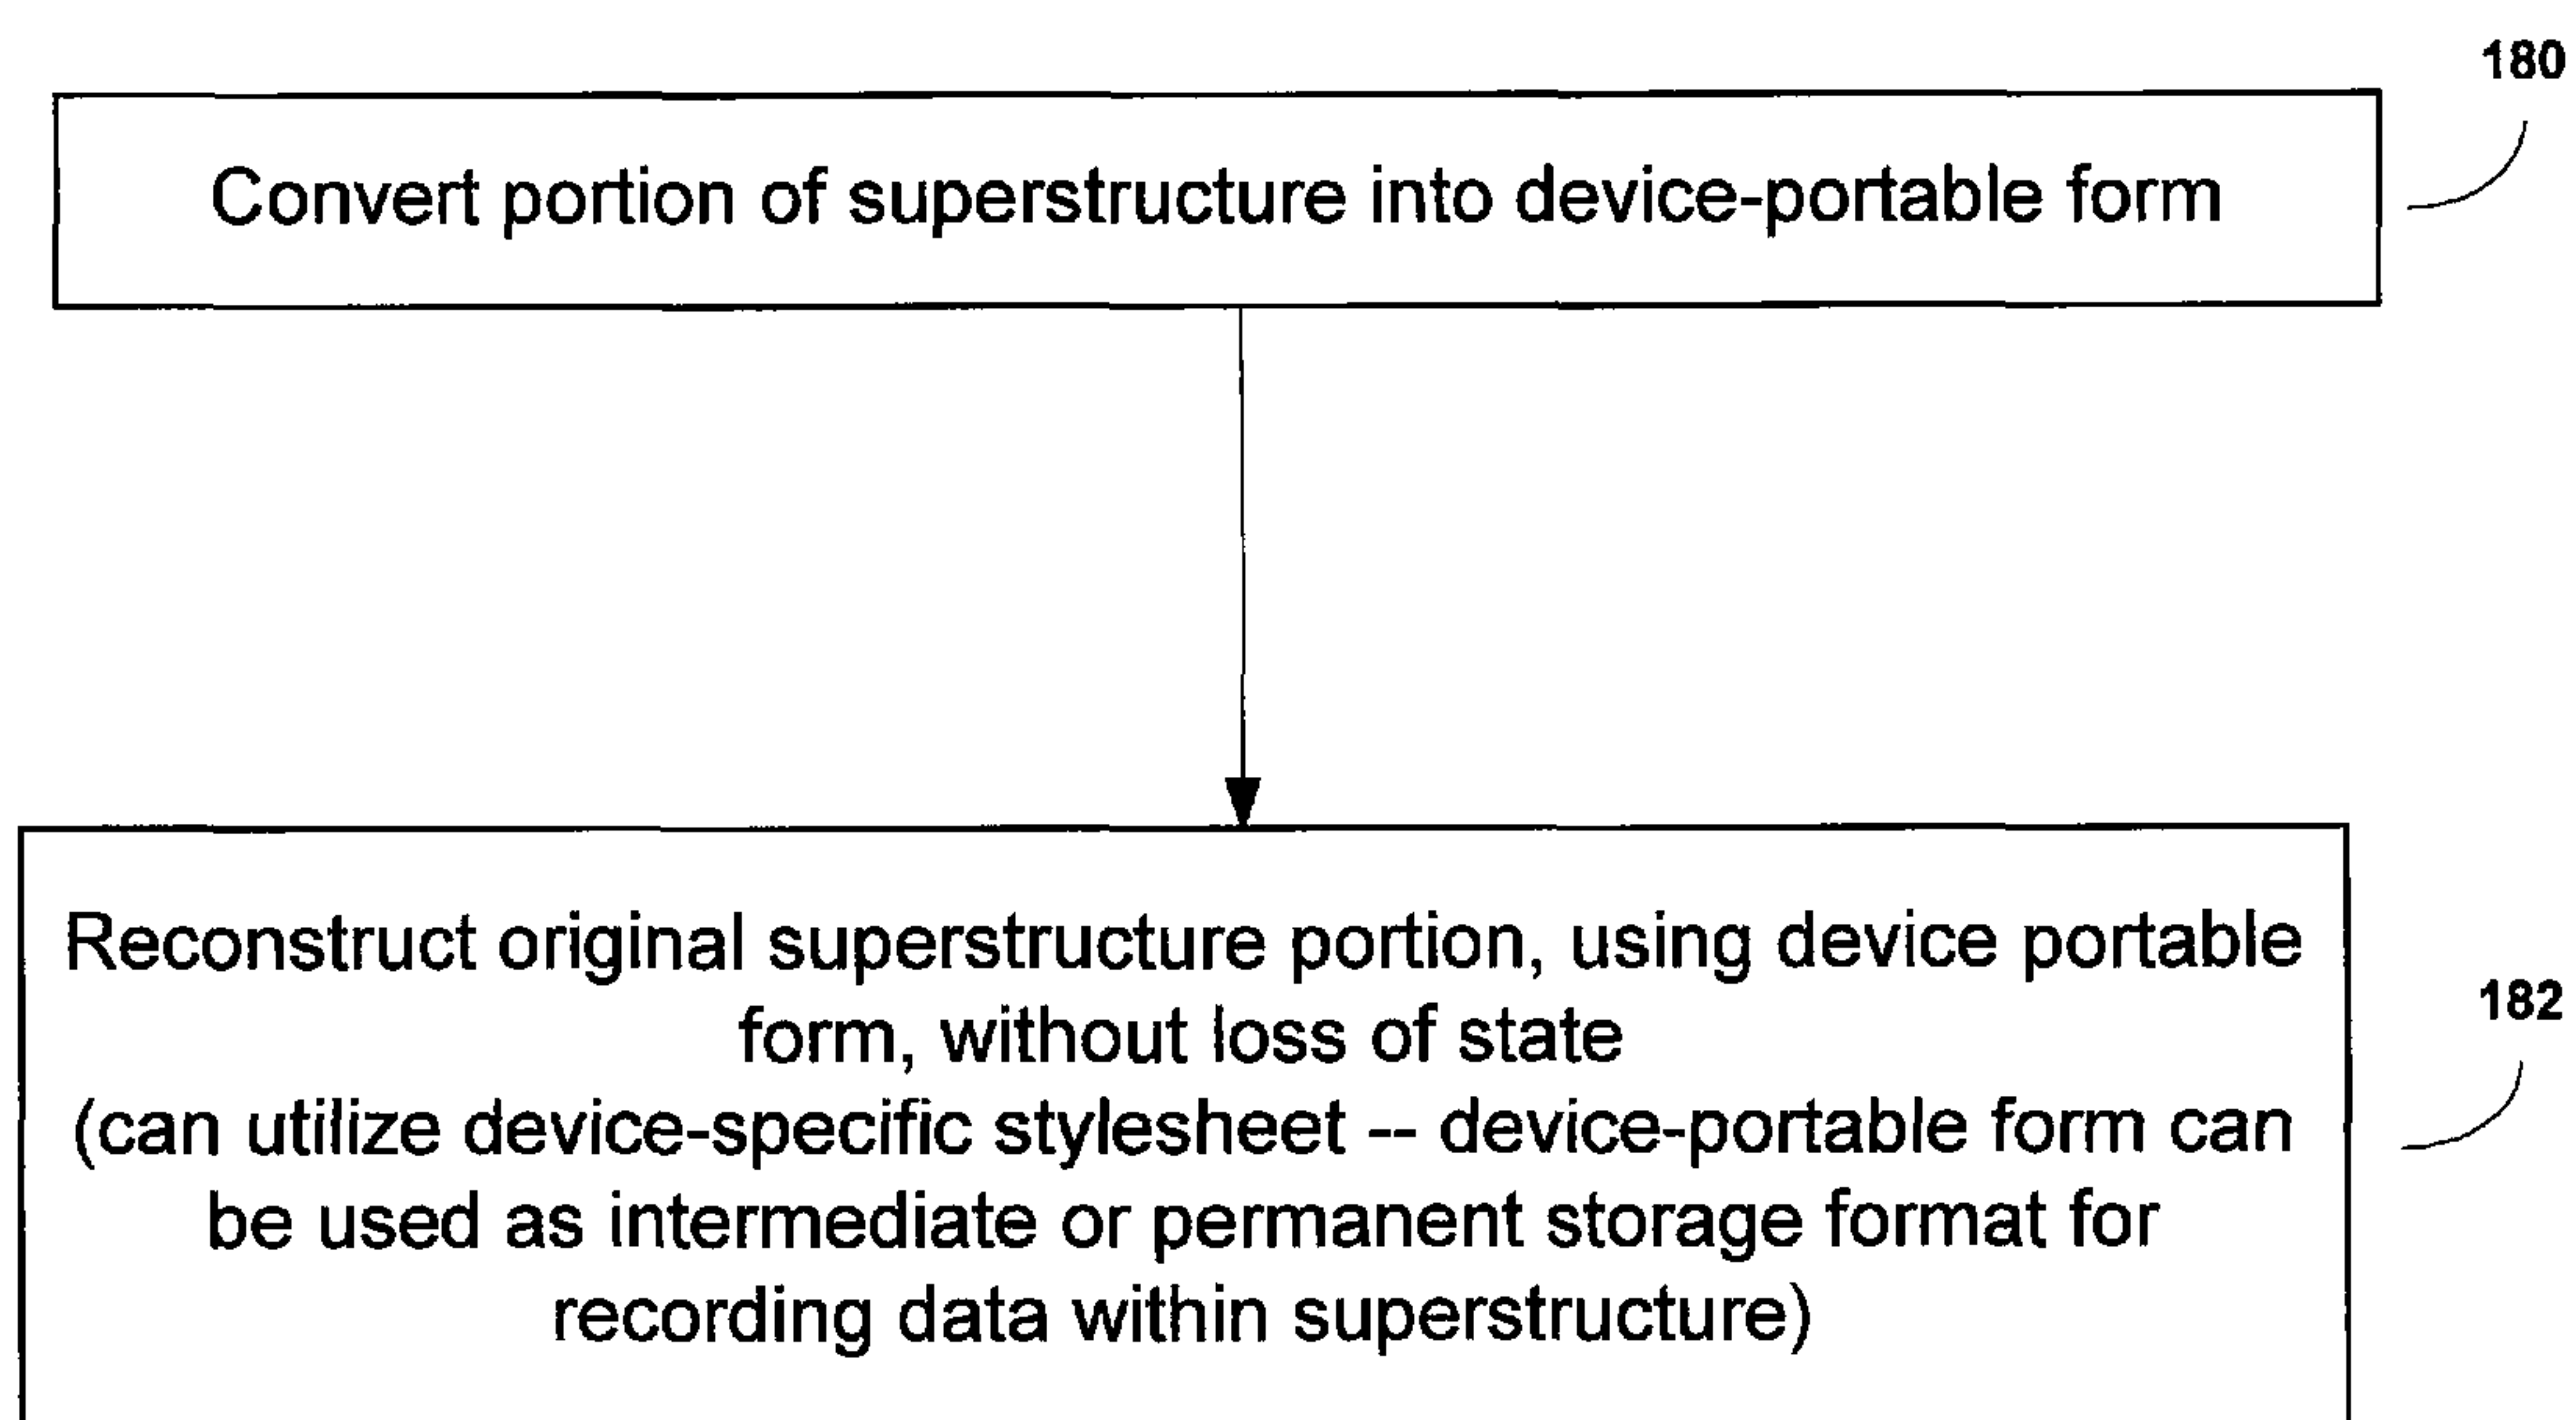 180
Convert portion of superstructure into device-portable form
Reconstruct original superstructure portion, using device portable
form, without loss of state
182
(can utilize device-specific stylesheet -- device-portable form can
be used as intermediate or permanent storage format for
recording data within superstructure)